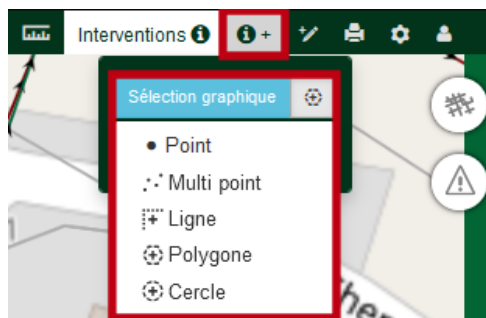 Interventions
+
Sélection graphique
Point
Multi point
Ligne
Polygone
Cercle